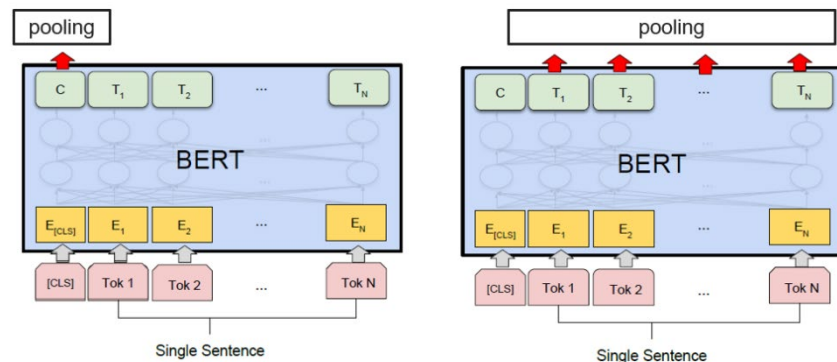 pooling
C T1 T2 ... TN
BERT
E[CLS] E1 E2 ... EN
[CLS] Tok 1 Tok 2 ... Tok N
Single Sentence
pooling
C T1 T2 ... TN
BERT
E[CLS] E1 E2 ... EN
[CLS] Tok 1 Tok 2 ... Tok N
Single Sentence